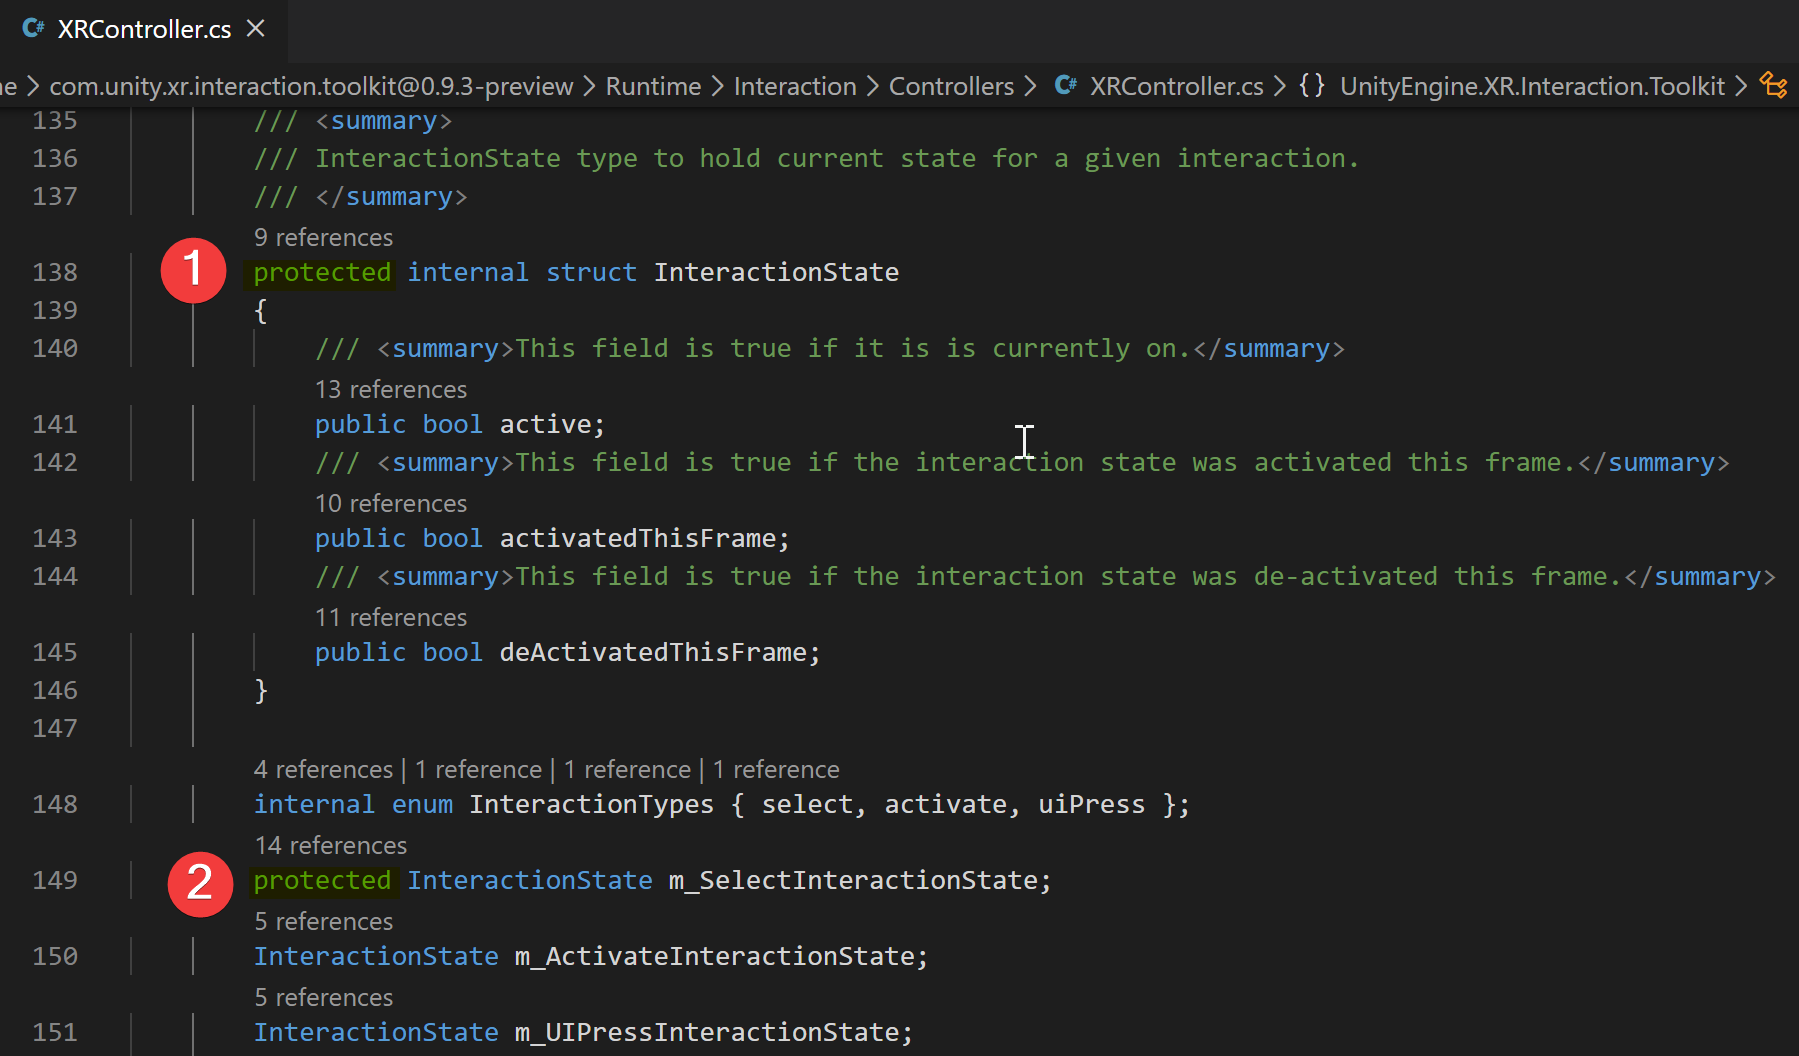 C# XRController.cs ×
ne > com.unity.xr.interaction.toolkit@0.9.3-preview > Runtime > Interaction > Controllers > C# XRController.cs > {} UnityEngine.XR.Interaction.Toolkit >
135 /// <summary>
136 /// InteractionState type to hold current state for a given interaction.
137 /// </summary>
9 references
1
138 protected internal struct InteractionState
139 {
140 /// <summary>This field is true if it is is currently on.</summary>
13 references
141 public bool active;
142 /// <summary>This field is true if the interaction state was activated this frame.</summary>
10 references
143 public bool activatedThisFrame;
144 /// <summary>This field is true if the interaction state was de-activated this frame.</summary>
11 references
145 public bool deActivatedThisFrame;
146 }
147
4 references | 1 reference | 1 reference | 1 reference
148 internal enum InteractionTypes { select, activate, uiPress };
14 references
2
149 protected InteractionState m_SelectInteractionState;
5 references
150 InteractionState m_ActivateInteractionState;
5 references
151 InteractionState m_UIPressInteractionState;